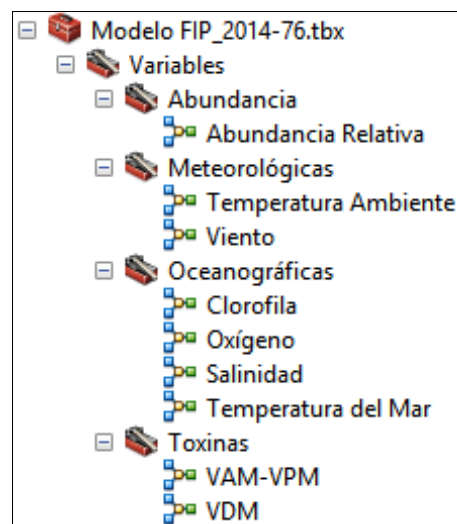 Modelo FIP_2014-76.tbx
Variables
Abundancia
Abundancia Relativa
Meteorológicas
Temperatura Ambiente
Viento
Oceanográficas
Clorofila
Oxígeno
Salinidad
Temperatura del Mar
Toxinas
VAM-VPM
VDM